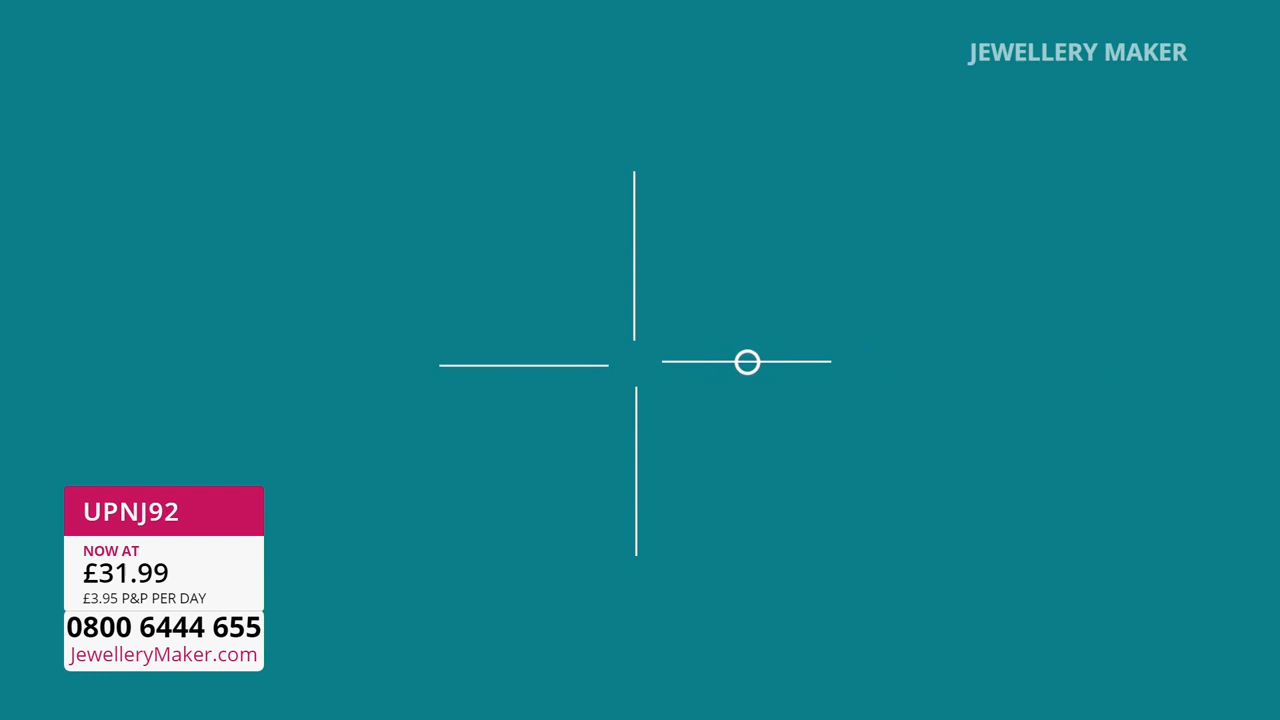 JEWELLERY MAKER
UPNJ92
NOW AT
£31.99
£3.95 P&P PER DAY
0800 6444 655
JewelleryMaker.com